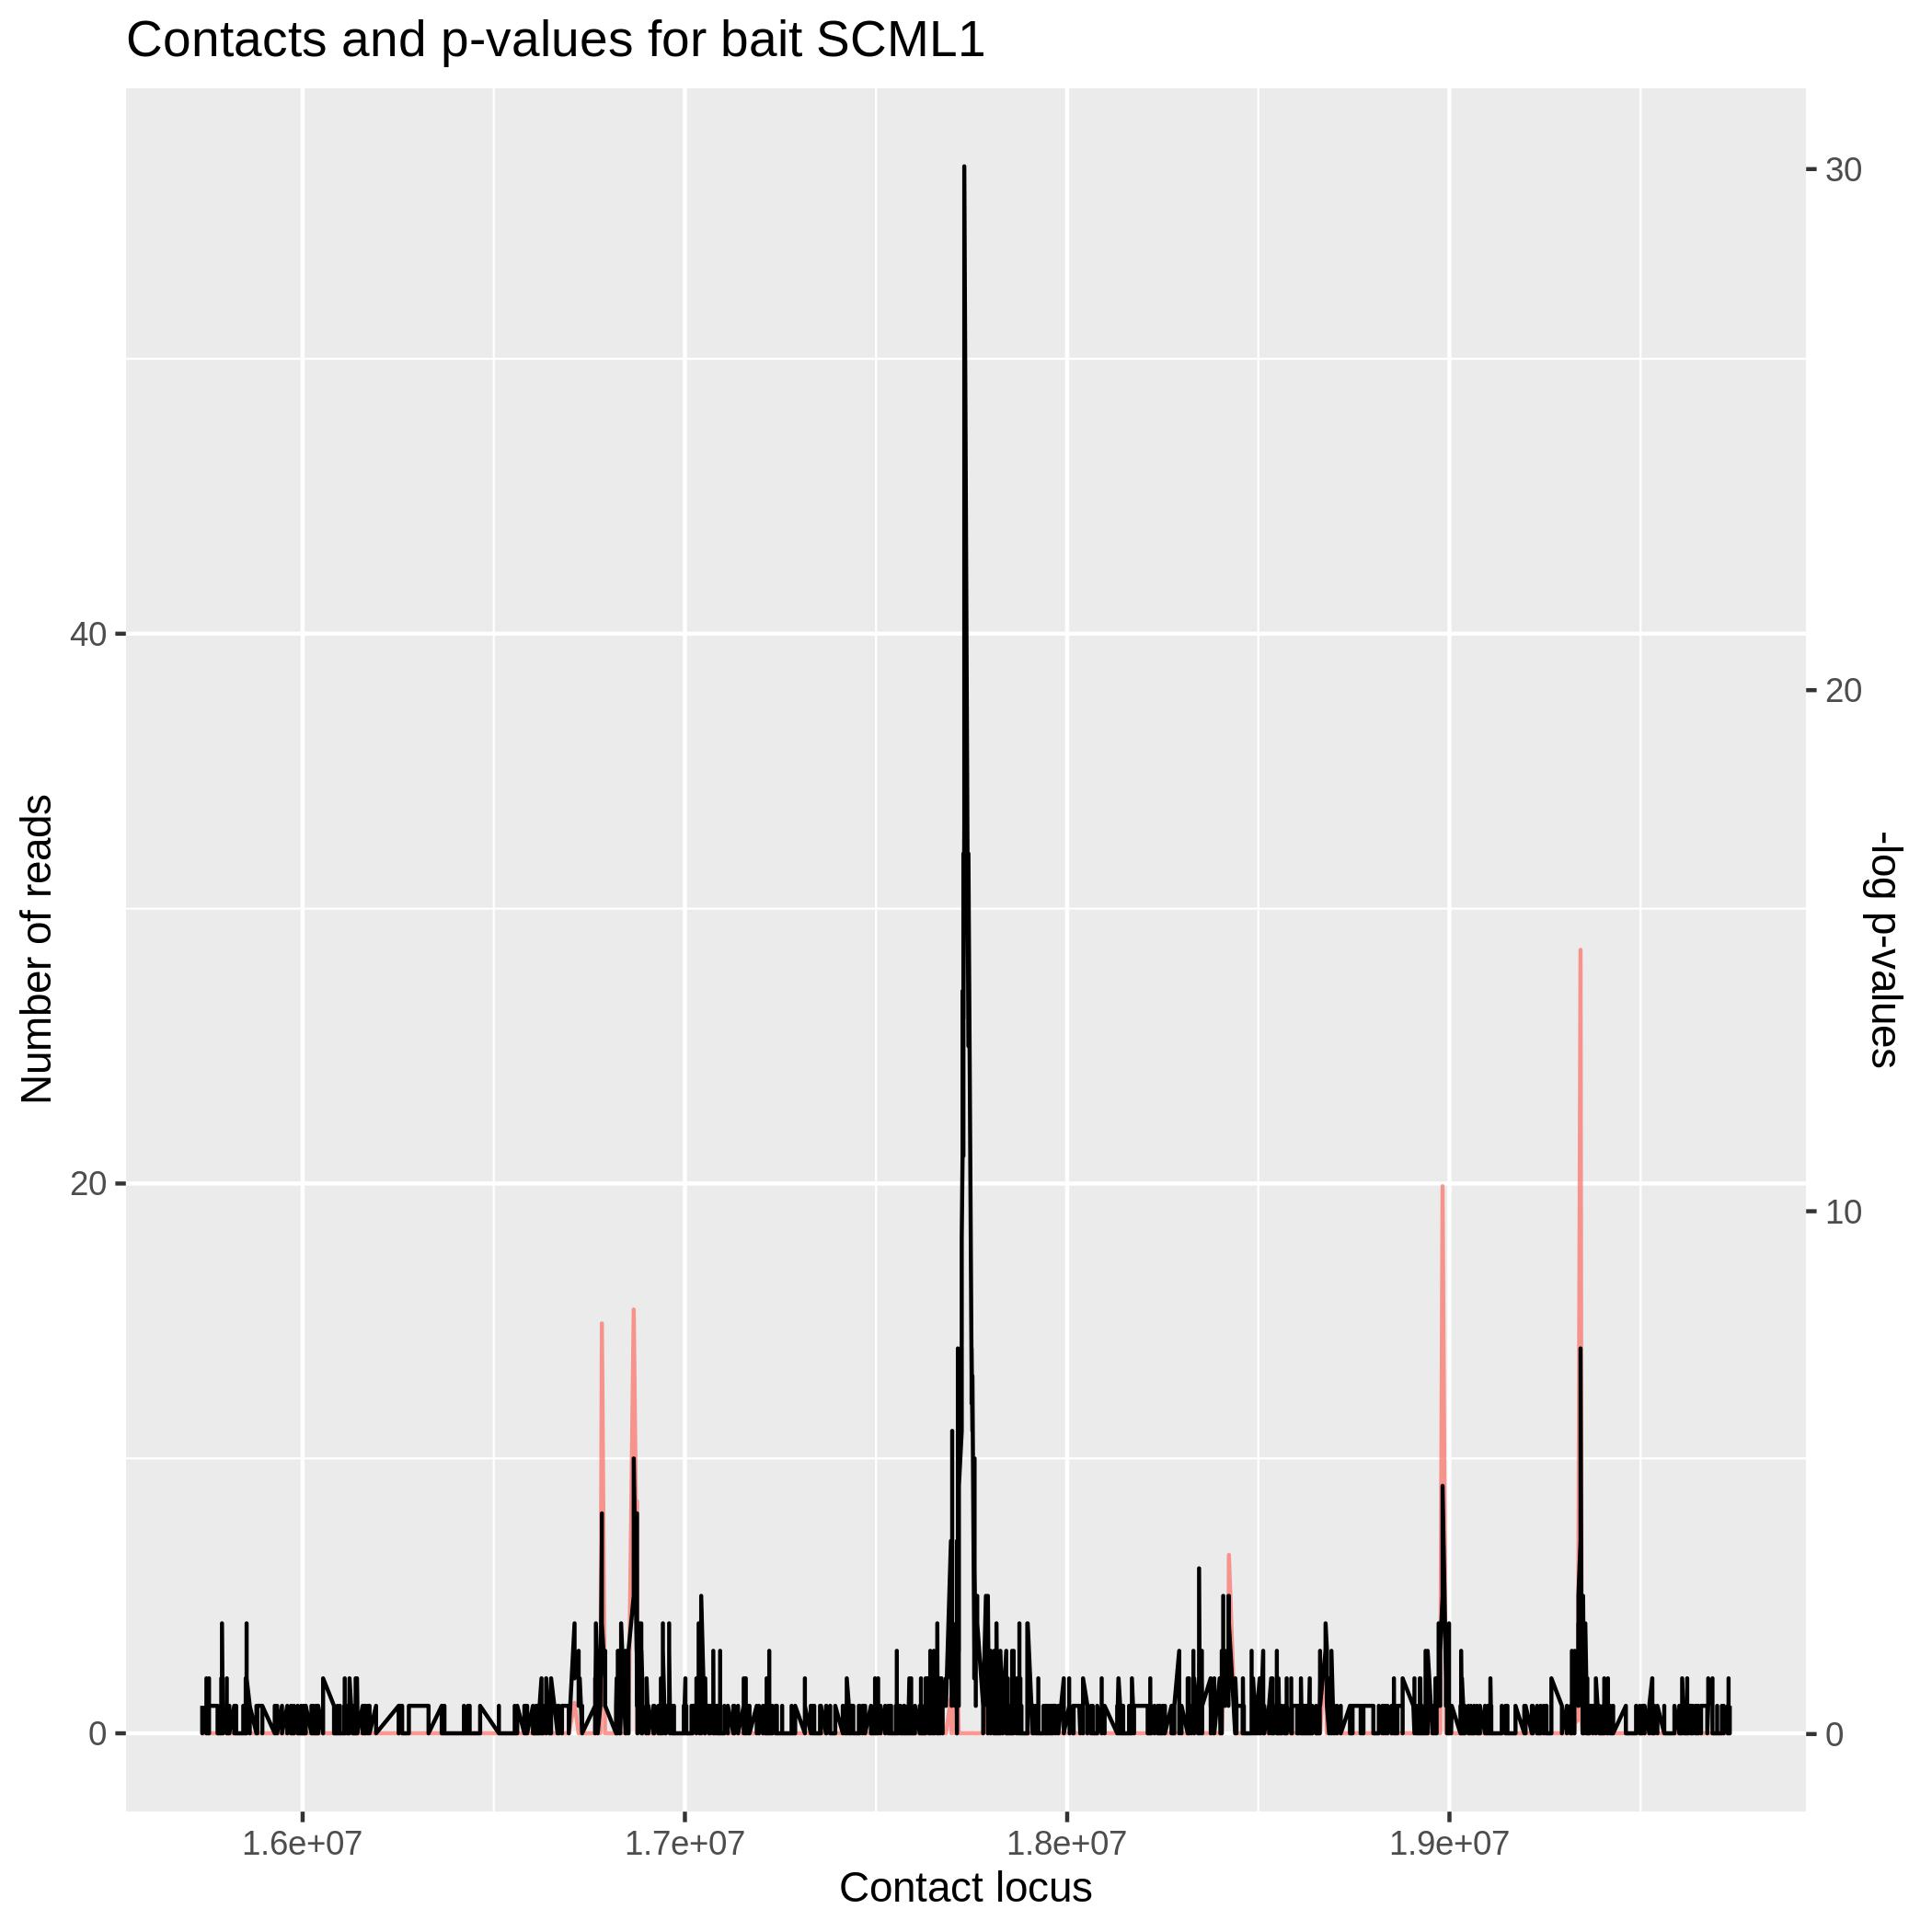 Contacts and p-values for bait SCML1
Number of reads
40
20
0
30
20
10
0
-log p-values
1.6e+07
1.7e+07
1.8e+07
1.9e+07
Contact locus